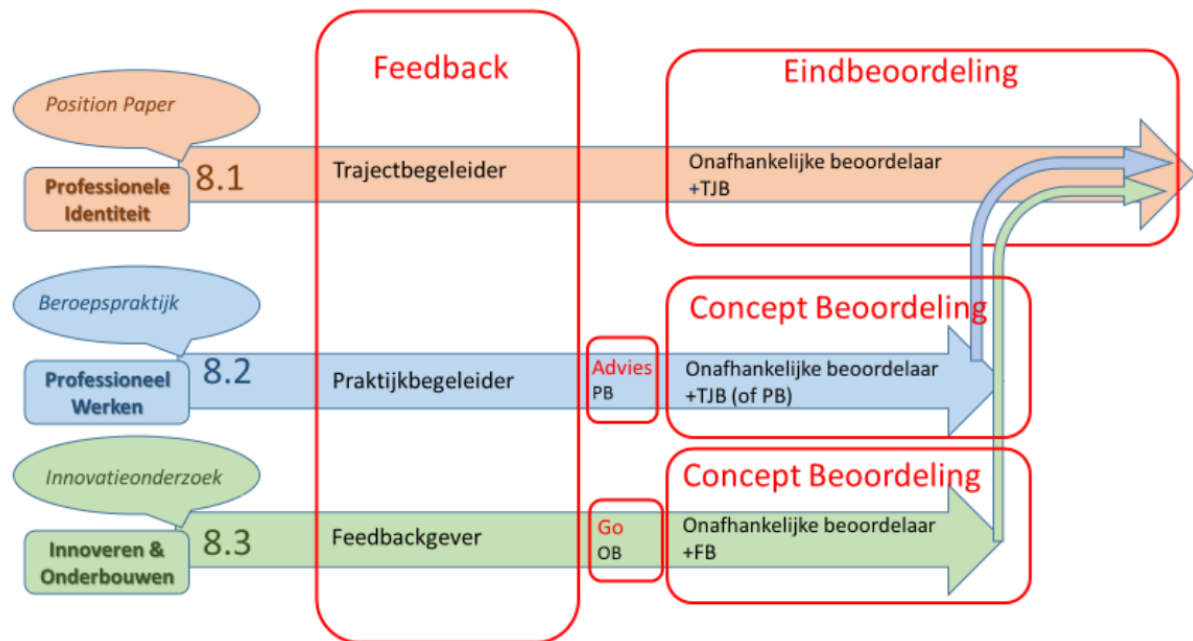 Feedback
Eindbeoordeling
Position Paper
8.1
Professionele
Identiteit
Trajectbegeleider
Onafhankelijke beoordelaar
+TJB
Beroepspraktijk
8.2
Professioneel
Werken
Praktijkbegeleider
Advies
PB
Concept Beoordeling
Onafhankelijke beoordelaar
+TJB (of PB)
Innovatieonderzoek
8.3
Innoveren &
Onderbouwen
Feedbackgever
Go
OB
Concept Beoordeling
Onafhankelijke beoordelaar
+FB